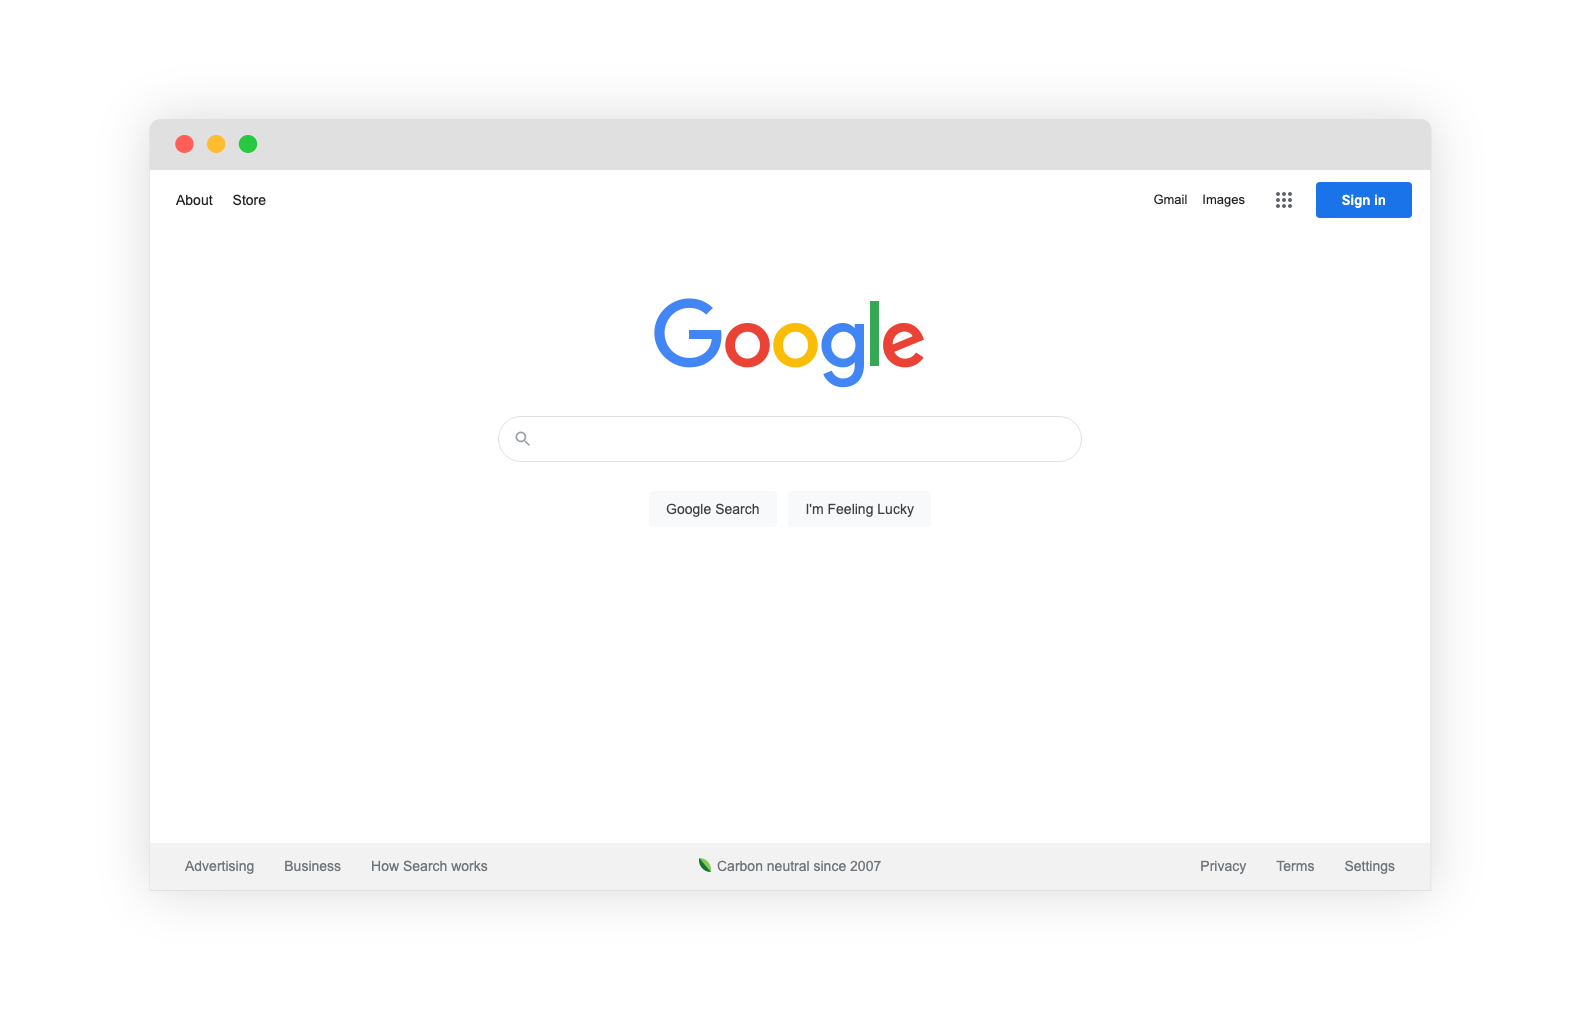 About Store Gmail Images Sign in
Google
Google Search I'm Feeling Lucky
Advertising Business How Search works Carbon neutral since 2007 Privacy Terms Settings